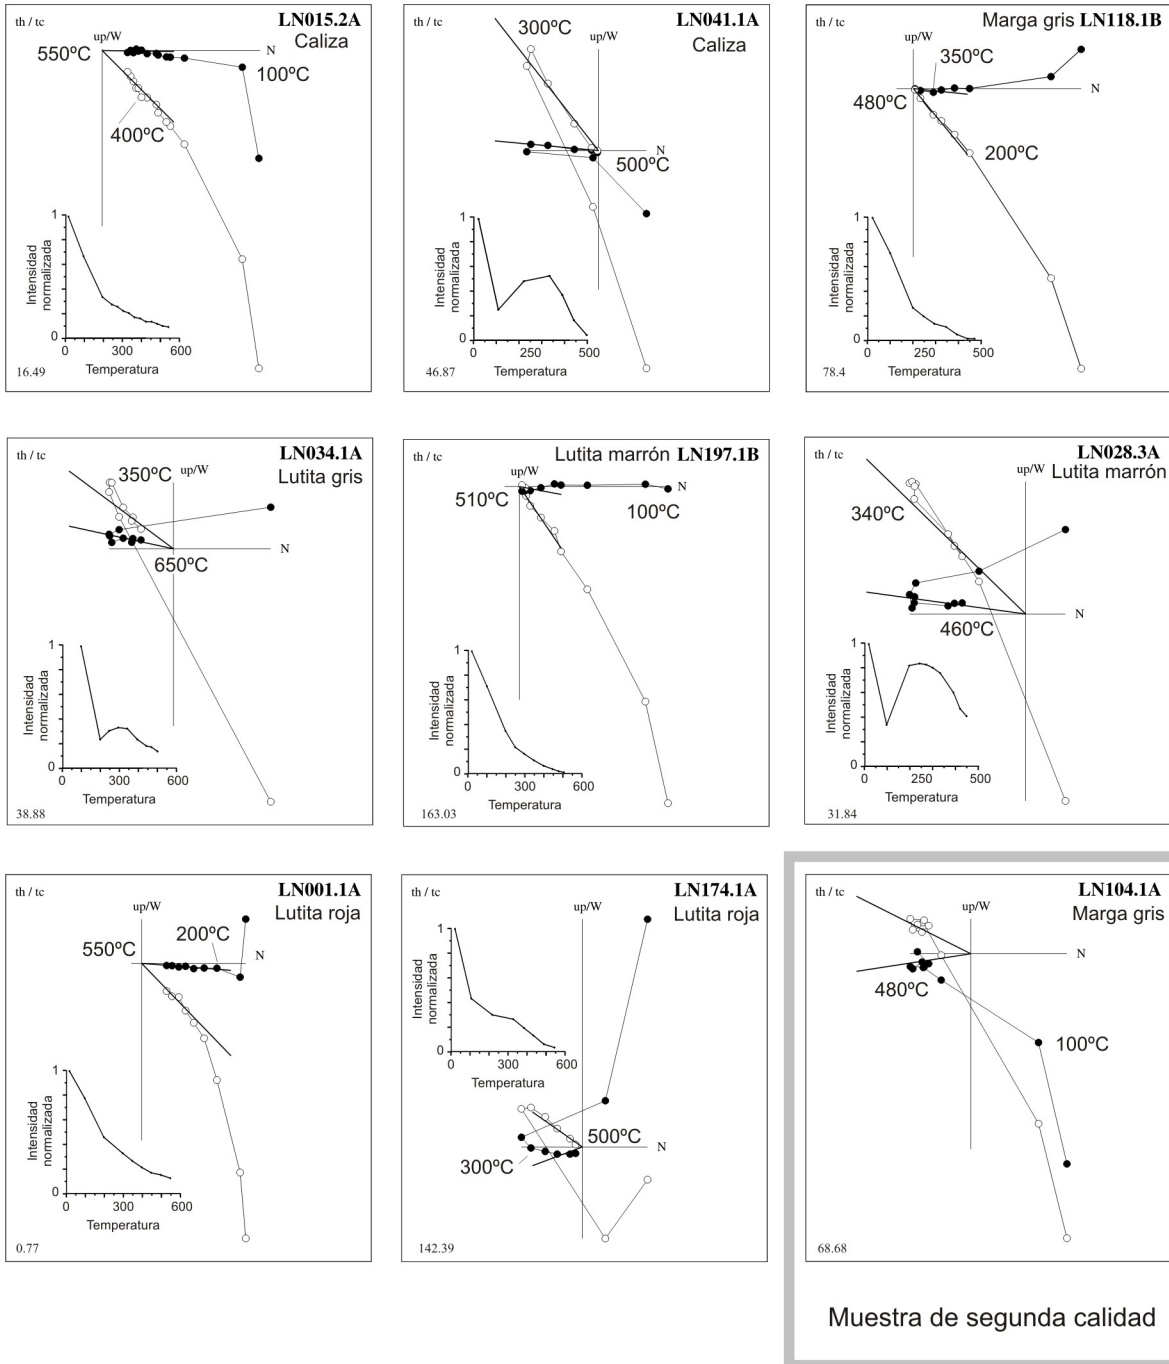 th / tc
LN015.2A
Caliza
up/W
550ºC
N
100ºC
400ºC
1
Intensidad
normalizada
0
0 300 600
Temperatura
16.49
th / tc
LN041.1A
Caliza
300ºC
up/W
N
500ºC
1
Intensidad
normalizada
0
0 250 500
Temperatura
46.87
th / tc
Marga gris LN118.1B
up/W
350ºC
N
480ºC
200ºC
1
Intensidad
normalizada
0
0 250 500
Temperatura
78.4
th / tc
LN034.1A
Lutita gris
350ºC
up/W
N
650ºC
1
Intensidad
normalizada
0
0 300 600
Temperatura
38.88
th / tc
Lutita marrón LN197.1B
up/W
510ºC
N
100ºC
1
Intensidad
normalizada
0
0 300 600
Temperatura
163.03
th / tc
LN028.3A
up/W Lutita marrón
340ºC
N
460ºC
1
Intensidad
normalizada
0
0 250 500
Temperatura
31.84
th / tc
LN001.1A
Lutita roja
up/W
200ºC
550ºC
N
1
Intensidad
normalizada
0
0 300 600
Temperatura
0.77
th / tc
LN174.1A
Lutita roja
up/W
1
Intensidad
normalizada
0
0 300 600
Temperatura
500ºC
N
300ºC
142.39
th / tc
LN104.1A
Marga gris
up/W
N
480ºC
100ºC
68.68
Muestra de segunda calidad